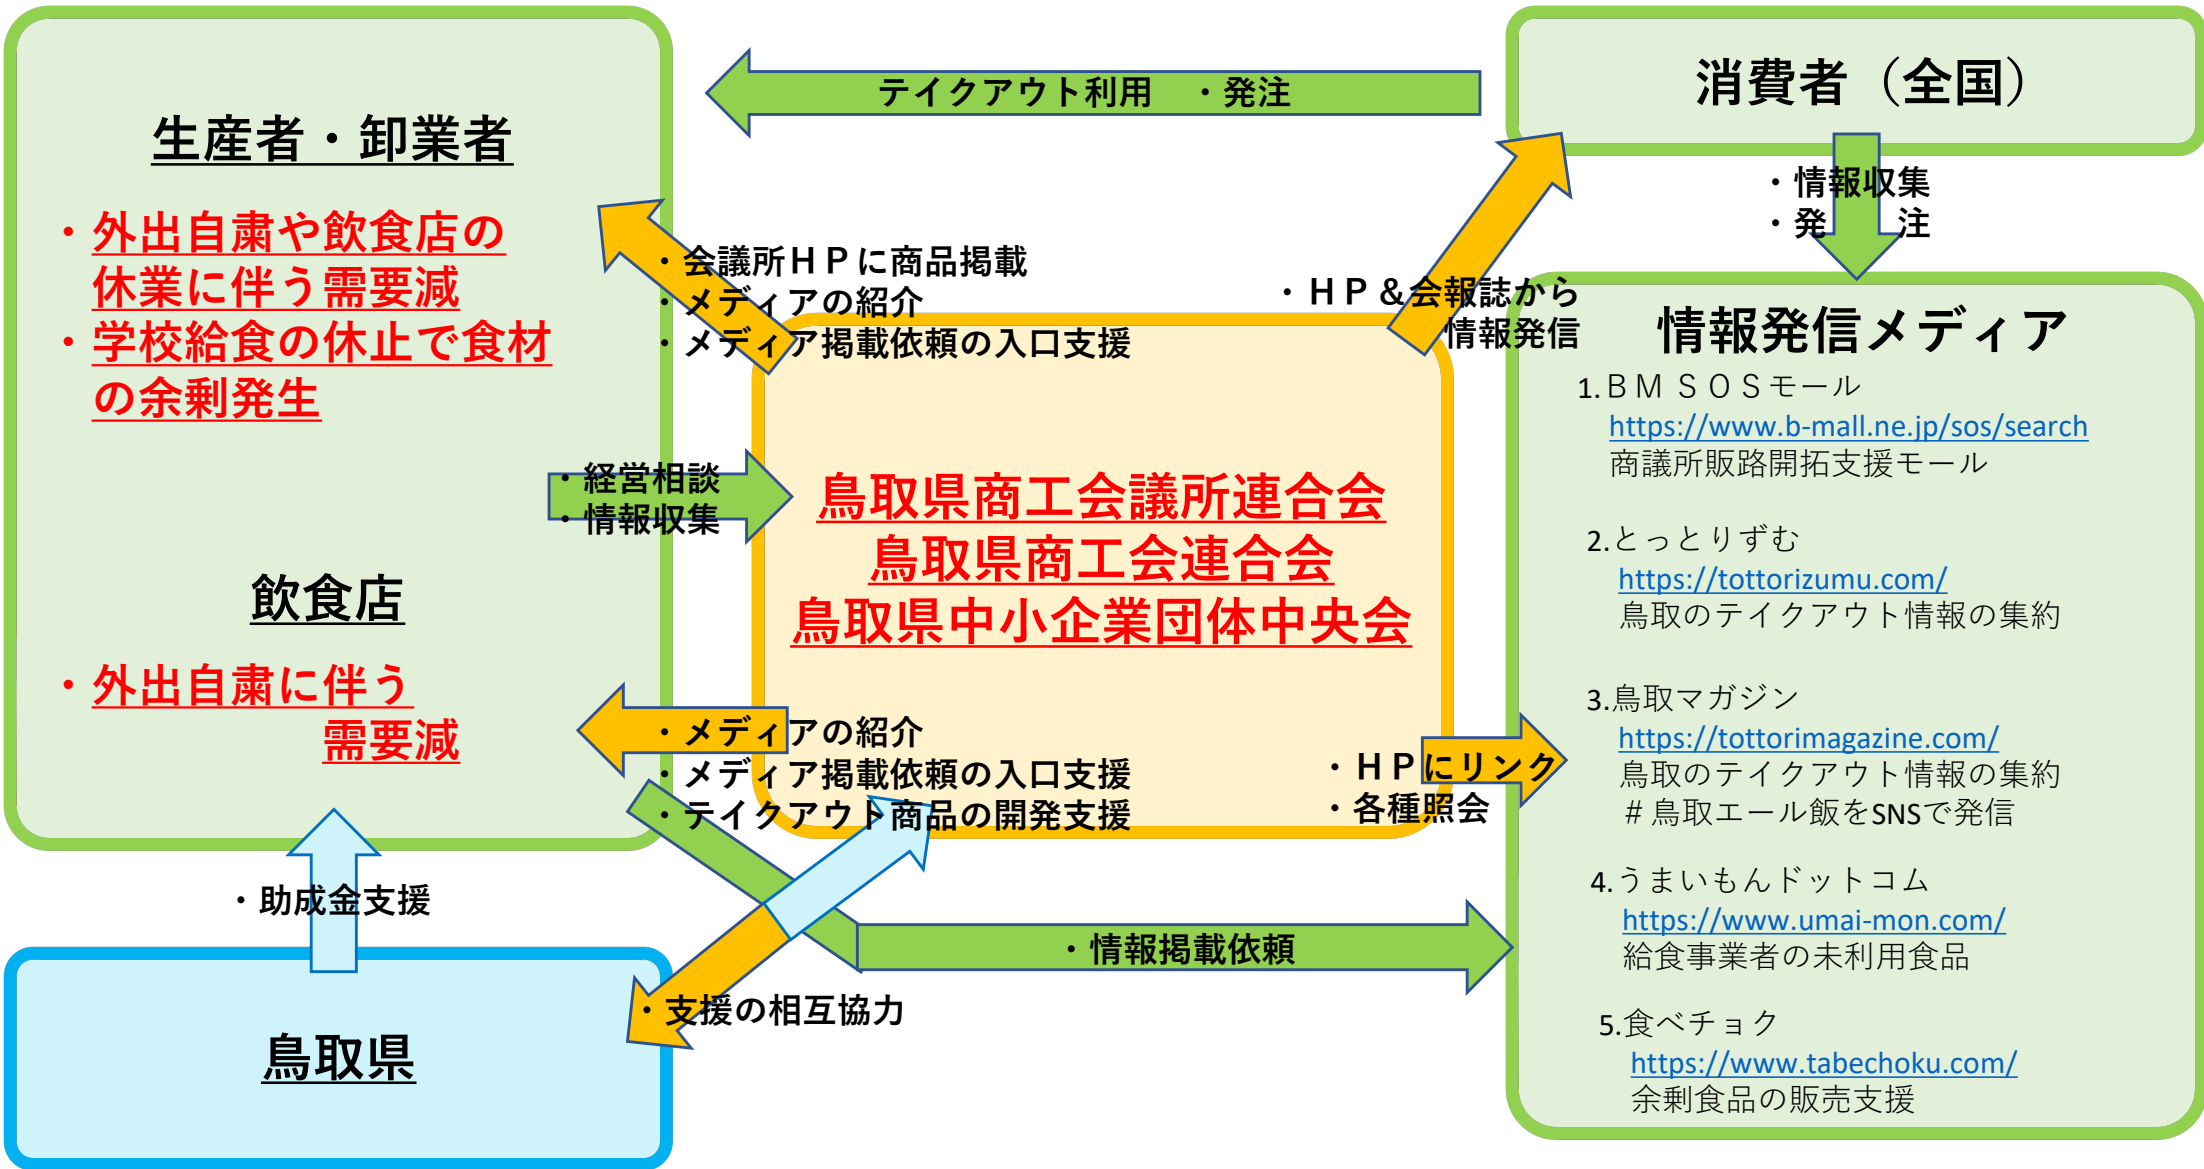 生産者・卸業者
・外出自粛や飲食店の
休業に伴う需要減
・学校給食の休止で食材
の余剰発生
飲食店
・外出自粛に伴う
需要減
テイクアウト利用　・発注
消費者（全国）
・情報収集
・発　　注
・会議所ＨＰに商品掲載
・メディアの紹介
・メディア掲載依頼の入口支援
・ＨＰ＆会報誌から
情報発信
・経営相談
・情報収集
鳥取県商工会議所連合会
鳥取県商工会連合会
鳥取県中小企業団体中央会
・メディアの紹介
・メディア掲載依頼の入口支援
・テイクアウト商品の開発支援
・ＨＰにリンク
・各種照会
・助成金支援
・情報掲載依頼
・支援の相互協力
鳥取県
情報発信メディア
1.ＢＭ ＳＯＳモール
https://www.b-mall.ne.jp/sos/search
商議所販路開拓支援モール
2.とっとりずむ
https://tottorizumu.com/
鳥取のテイクアウト情報の集約
3.鳥取マガジン
https://tottorimagazine.com/
鳥取のテイクアウト情報の集約
＃鳥取エール飯をSNSで発信
4.うまいもんドットコム
https://www.umai-mon.com/
給食事業者の未利用食品
5.食べチョク
https://www.tabechoku.com/
余剰食品の販売支援